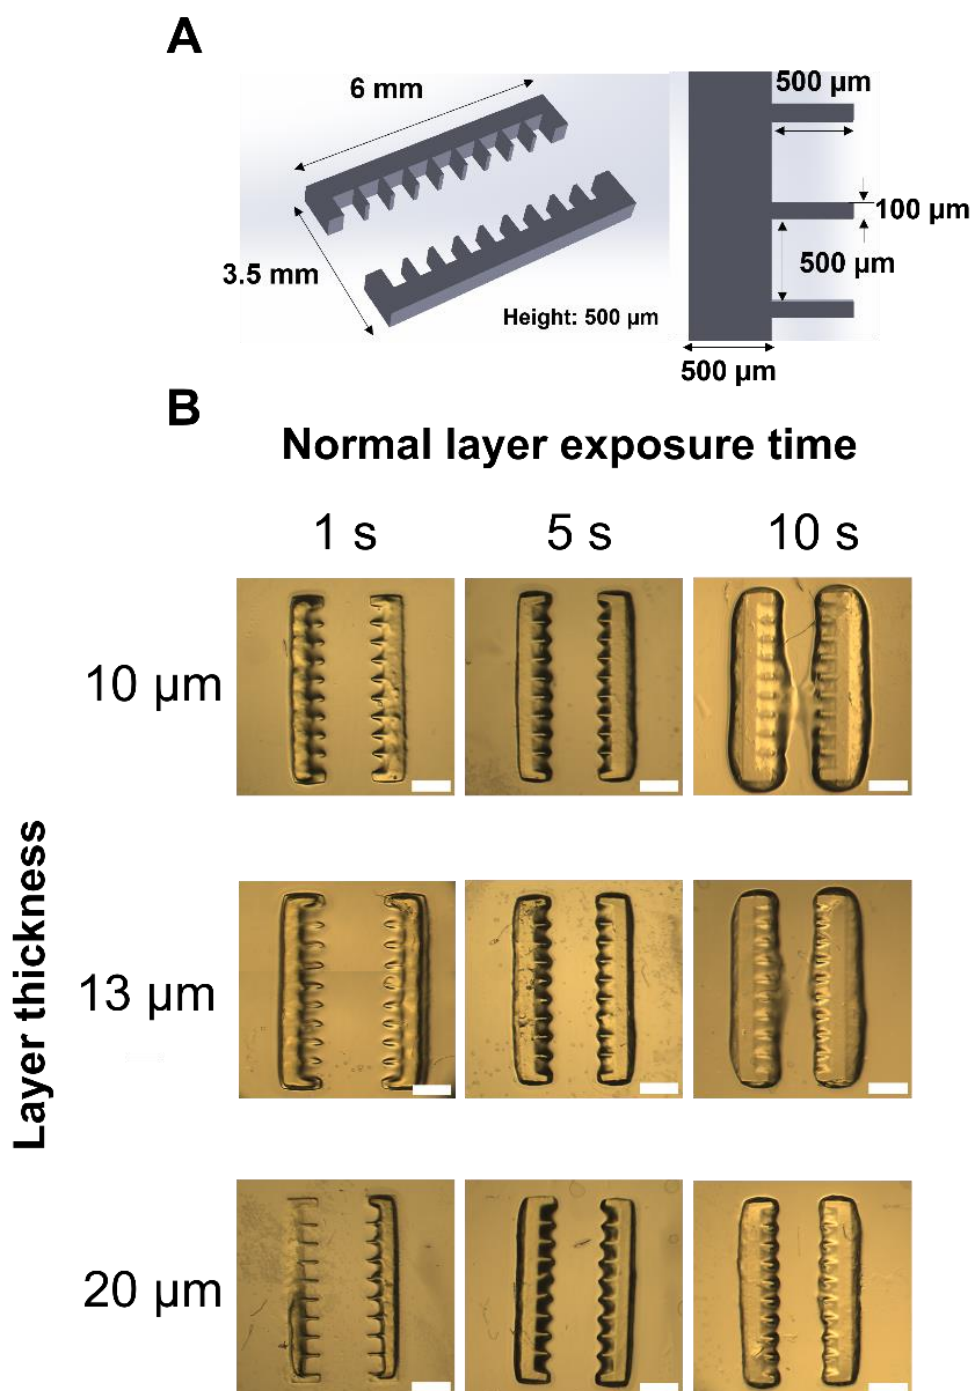 A
6 mm
3.5 mm
Height: 500 µm
500 µm
100 µm
500 µm
500 µm
B
Normal layer exposure time
1 s
5 s
10 s
Layer thickness
10 µm
13 µm
20 µm